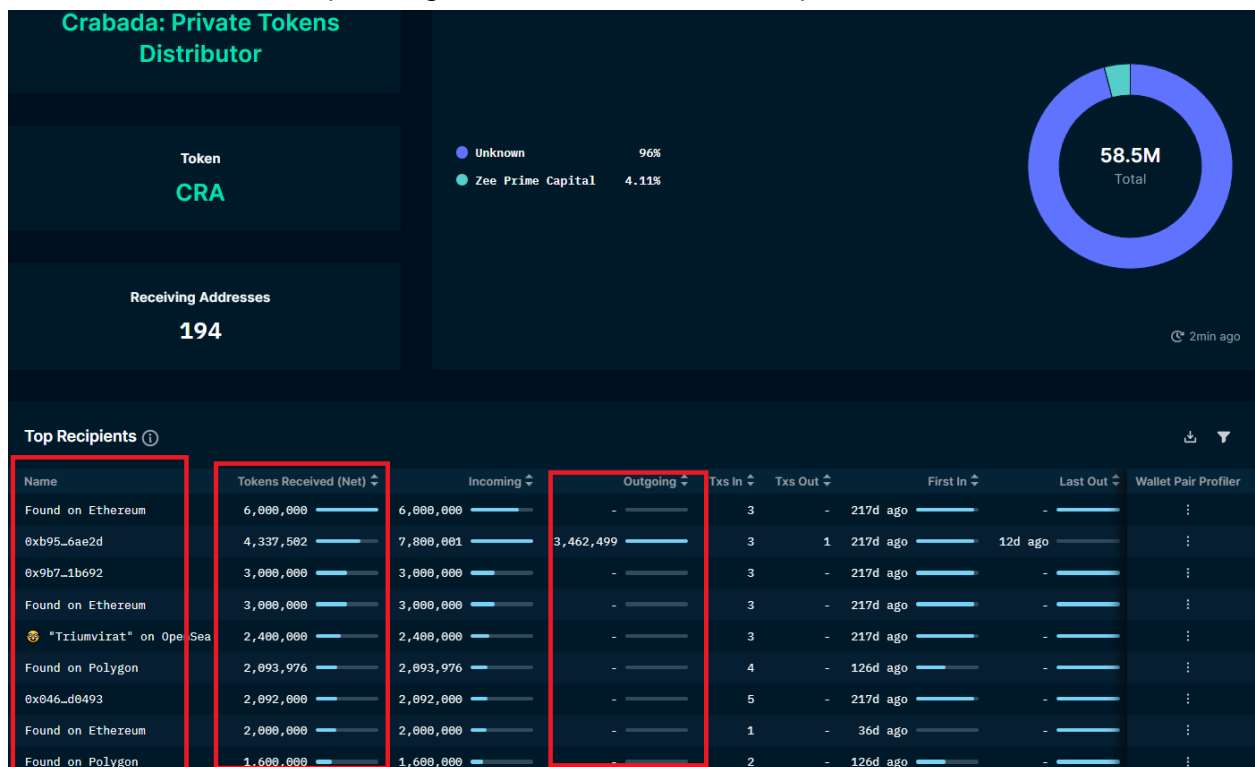 Crabada: Private Tokens
Distributor
Token
CRA
Receiving Addresses
194
Unknown 96%
Zee Prime Capital 4.11%
58.5M
Total
2min ago
Top Recipients
Name Tokens Received (Net) Incoming Outgoing Txs In Txs Out First In Last Out Wallet Pair Profiler
Found on Ethereum 6,000,000 6,000,000 - 3 - 217d ago -
0xb95…6ae2d 4,337,502 7,800,001 3,462,499 3 1 217d ago 12d ago
0x9b7…1b692 3,000,000 3,000,000 - 3 - 217d ago -
Found on Ethereum 3,000,000 3,000,000 - 3 - 217d ago -
"Triumvirat" on OpenSea 2,400,000 2,400,000 - 3 - 217d ago -
Found on Polygon 2,093,976 2,093,976 - 4 - 126d ago -
0x046…d0493 2,092,000 2,092,000 - 5 - 217d ago -
Found on Ethereum 2,000,000 2,000,000 - 1 - 36d ago -
Found on Polygon 1,600,000 1,600,000 - 2 - 126d ago -